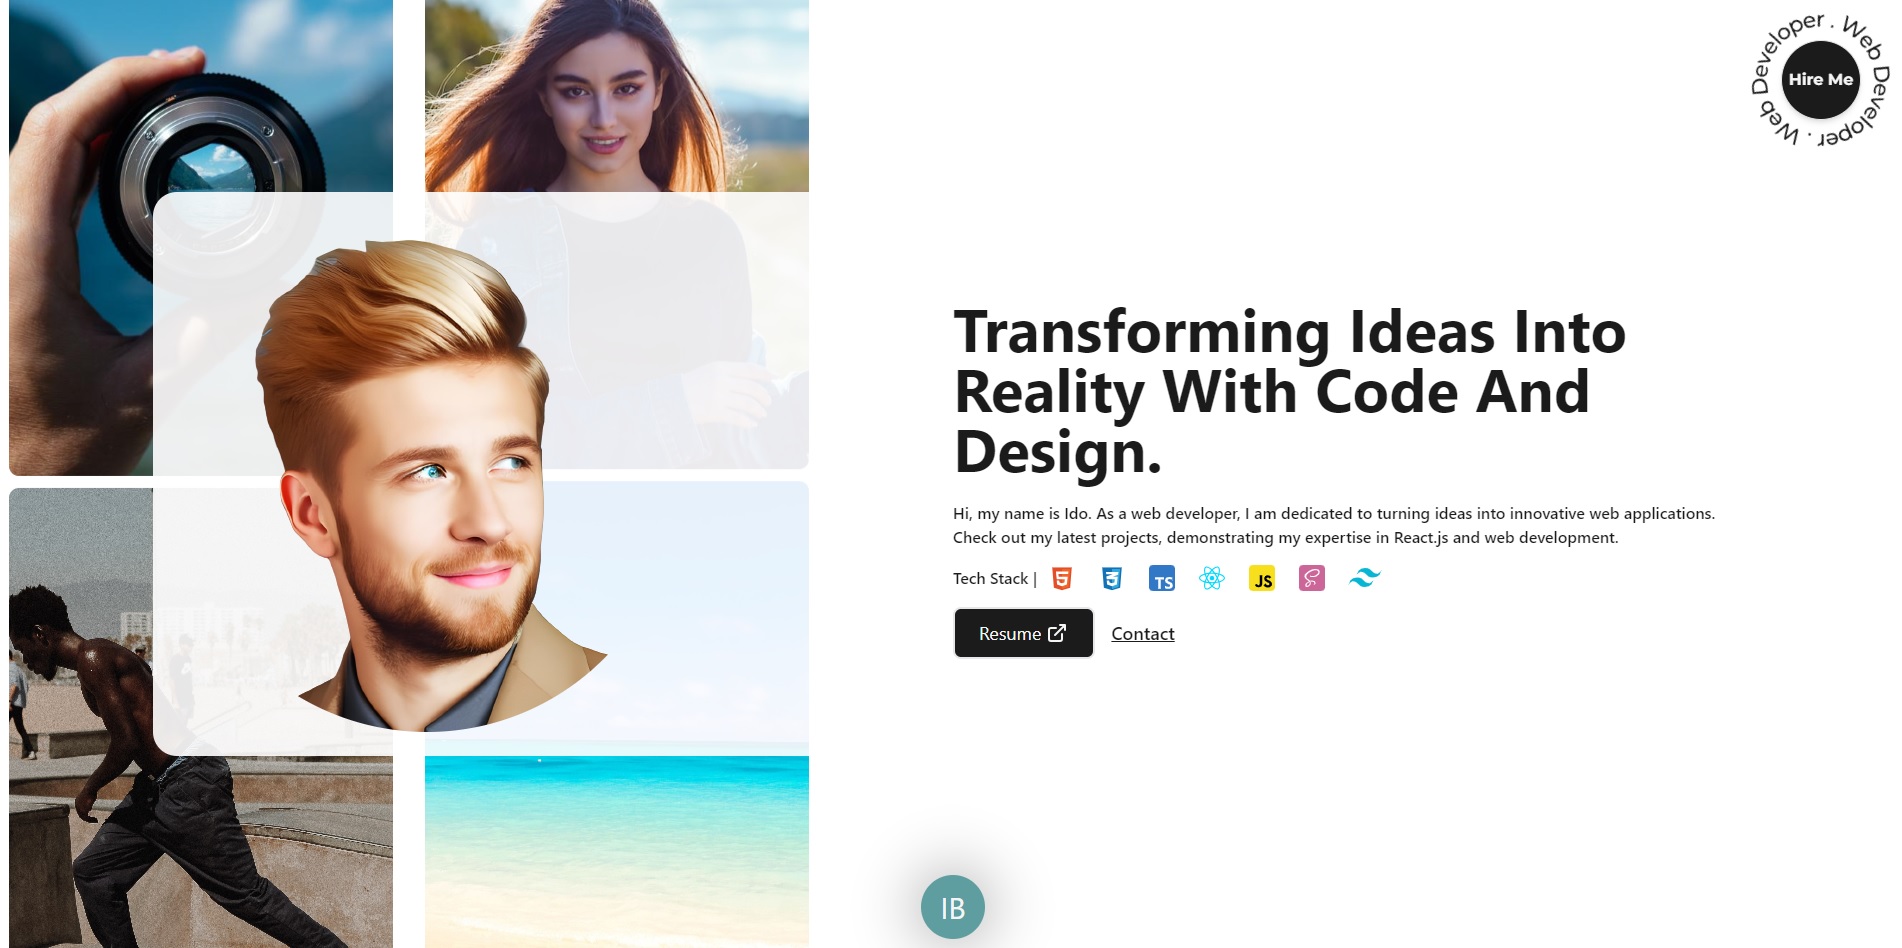 Web Developer . Web Developer .
Hire Me
Transforming Ideas Into
Reality With Code And
Design.
Hi, my name is Ido. As a web developer, I am dedicated to turning ideas into innovative web applications.
Check out my latest projects, demonstrating my expertise in React.js and web development.
Tech Stack |
5
3
TS
JS
Resume
Contact
IB